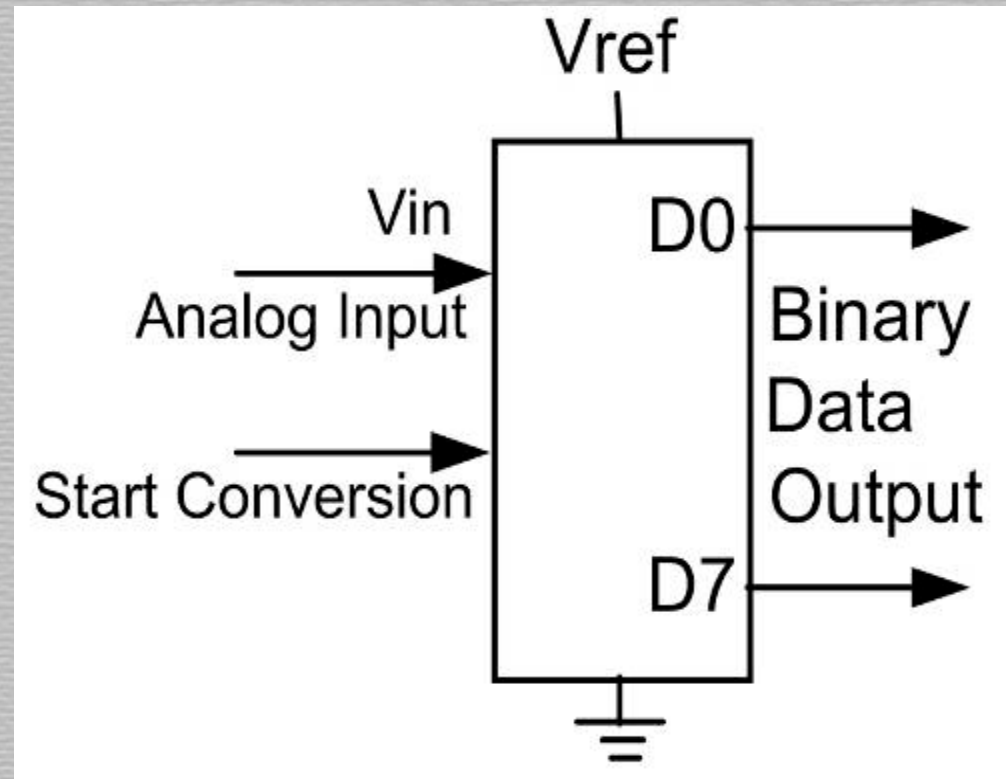 Vref
Vin
Analog Input
Start Conversion
D0
Binary
Data
Output
D7